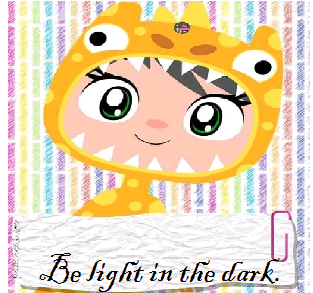 Be light in the dark.